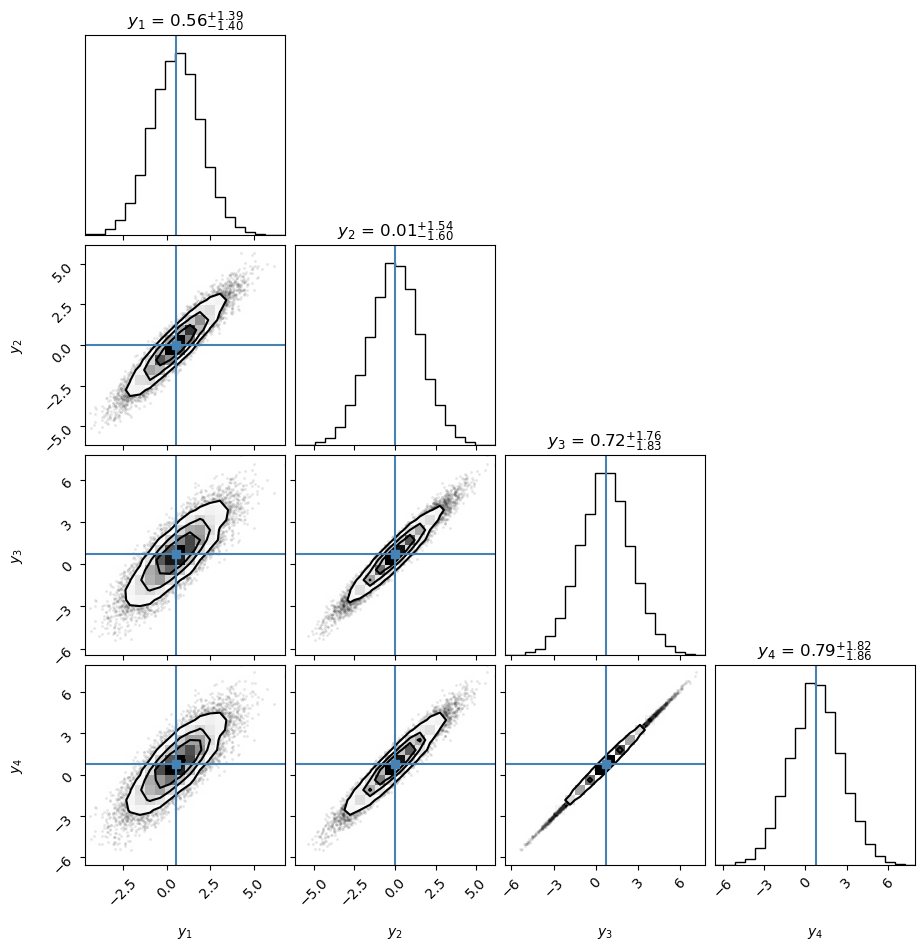 y₁ = 0.56+1.39−1.40
y₂ = 0.01+1.54−1.60
5.0
2.5
0.0
−2.5
−5.0
y₂
y₃ = 0.72+1.76−1.83
6
3
0
−3
−6
y₃
y₄ = 0.79+1.82−1.86
6
3
0
−3
−6
y₄
−2.5 0.0 2.5 5.0 −5.0 −2.5 0.0 2.5 5.0 −6 −3 0 3 6 −6 −3 0 3 6
y₁ y₂ y₃ y₄